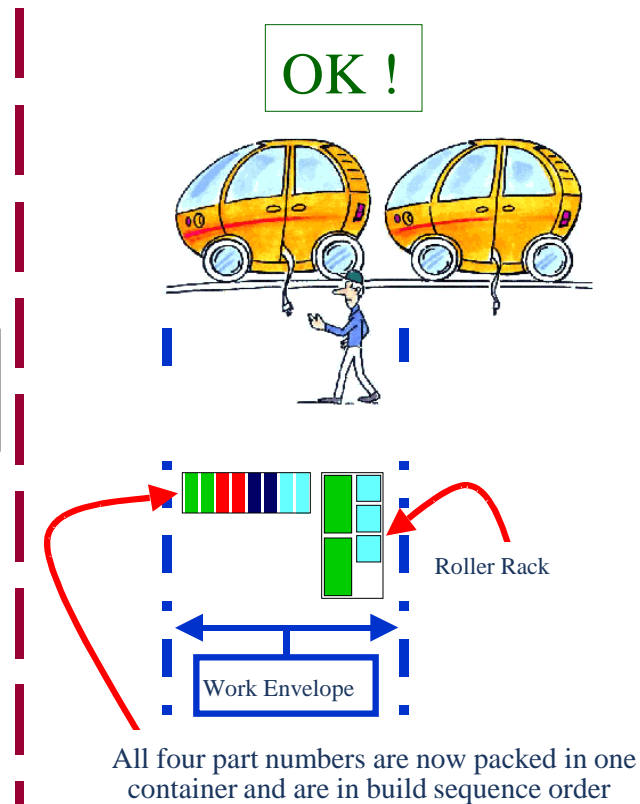 OK !
Roller Rack
Work Envelope
All four part numbers are now packed in one
container and are in build sequence order